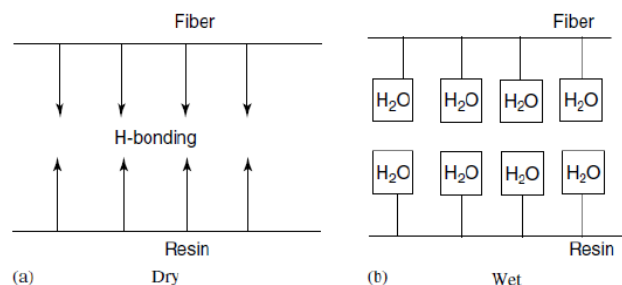 Fiber
H-bonding
Resin
(a) Dry
Fiber
H₂O H₂O H₂O H₂O
H₂O H₂O H₂O H₂O
Resin
(b) Wet